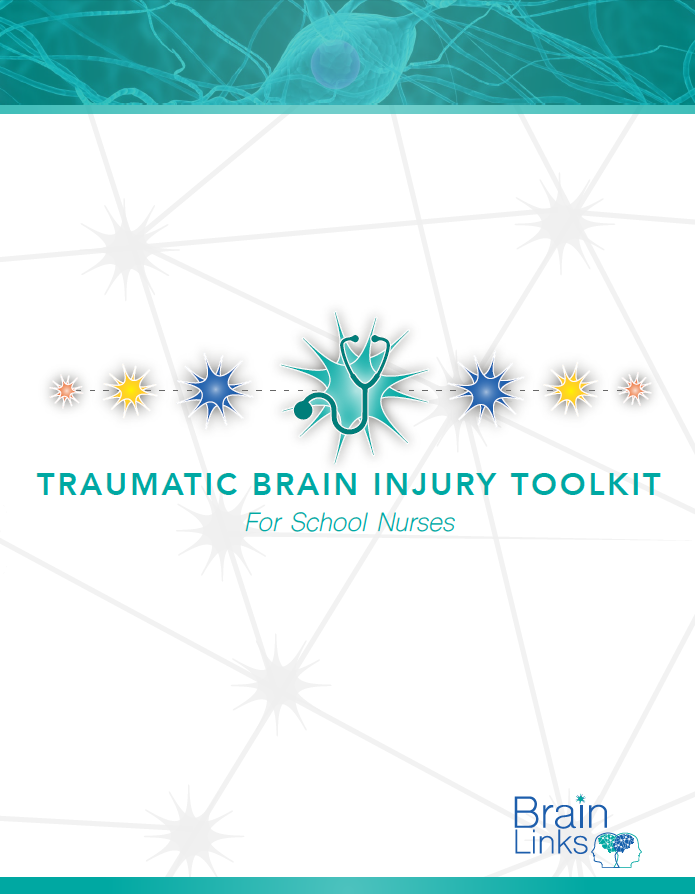 TRAUMATIC BRAIN INJURY TOOLKIT
For School Nurses
Brain
Links